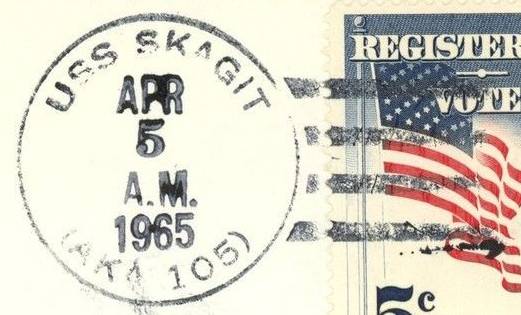 USS SKAGIT
APR
5
A.M.
1965
(AKA 105)
REGISTER
VOTE
5c